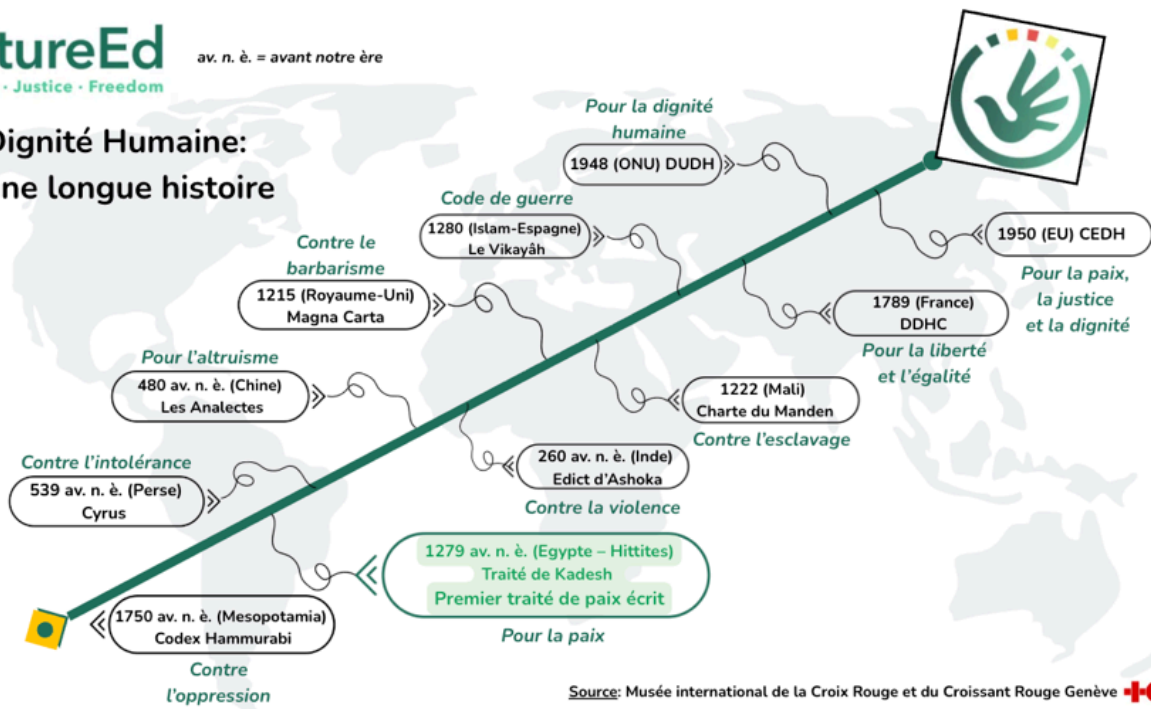 tureEd
· Justice · Freedom
av. n. è. = avant notre ère
Dignité Humaine:
ne longue histoire
Pour la dignité
humaine
1948 (ONU) DUDH
Code de guerre
1280 (Islam-Espagne)
Le Vikayâh
1950 (EU) CEDH
Pour la paix,
la justice
et la dignité
Contre le
barbarisme
1215 (Royaume-Uni)
Magna Carta
1789 (France)
DDHC
Pour la liberté
et l'égalité
Pour l'altruisme
480 av. n. è. (Chine)
Les Analectes
1222 (Mali)
Charte du Manden
Contre l'esclavage
Contre l'intolérance
539 av. n. è. (Perse)
Cyrus
260 av. n. è. (Inde)
Edict d'Ashoka
Contre la violence
1279 av. n. è. (Egypte – Hittites)
Traité de Kadesh
Premier traité de paix écrit
Pour la paix
1750 av. n. è. (Mesopotamia)
Codex Hammurabi
Contre
l'oppression
Source: Musée international de la Croix Rouge et du Croissant Rouge Genève